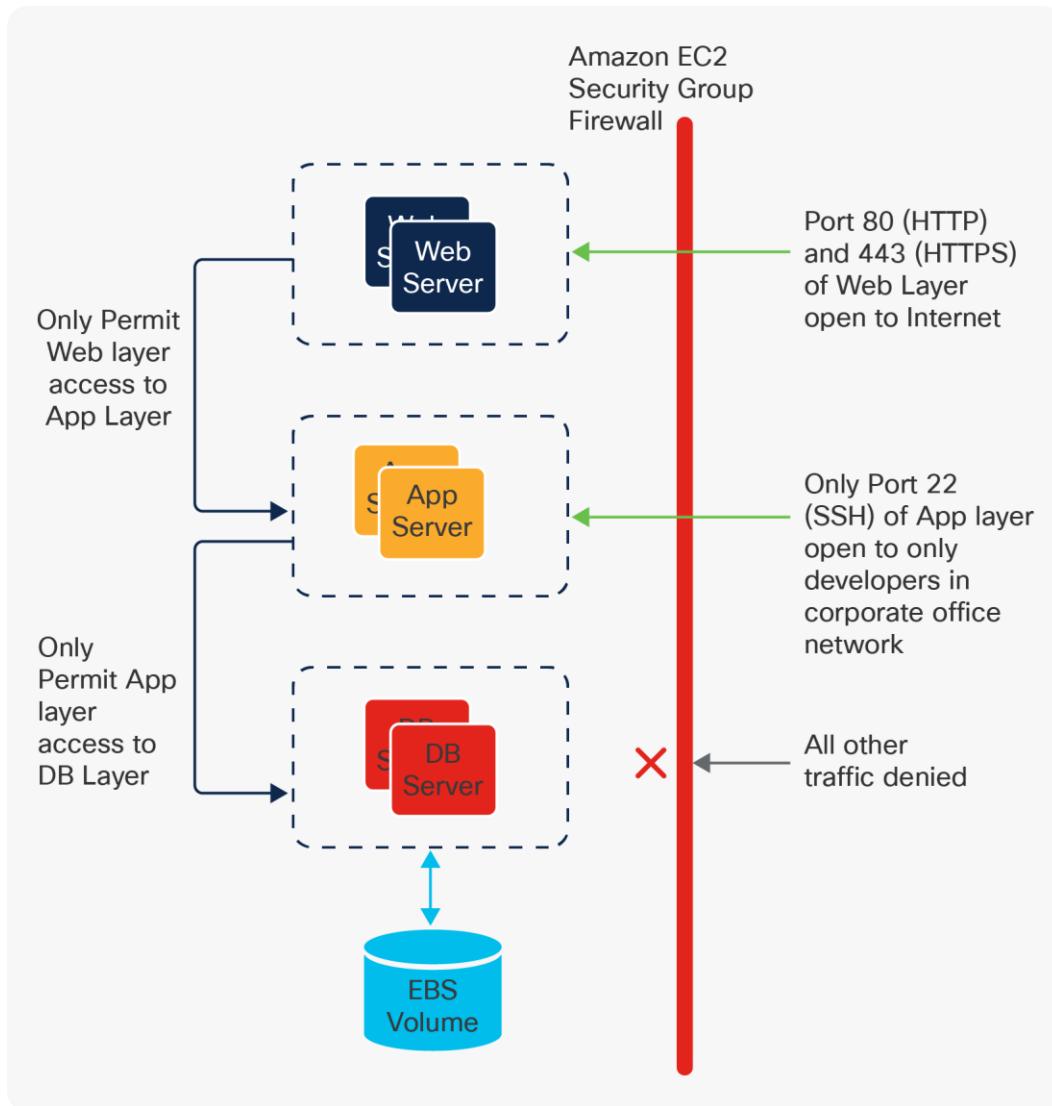 Amazon EC2
Security Group
Firewall
Web
Server
Port 80 (HTTP)
and 443 (HTTPS)
of Web Layer
open to Internet
Only Permit
Web layer
access to
App Layer
App
Server
Only Port 22
(SSH) of App layer
open to only
developers in
corporate office
network
Only
Permit App
layer
access to
DB Layer
DB
Server
All other
traffic denied
EBS
Volume